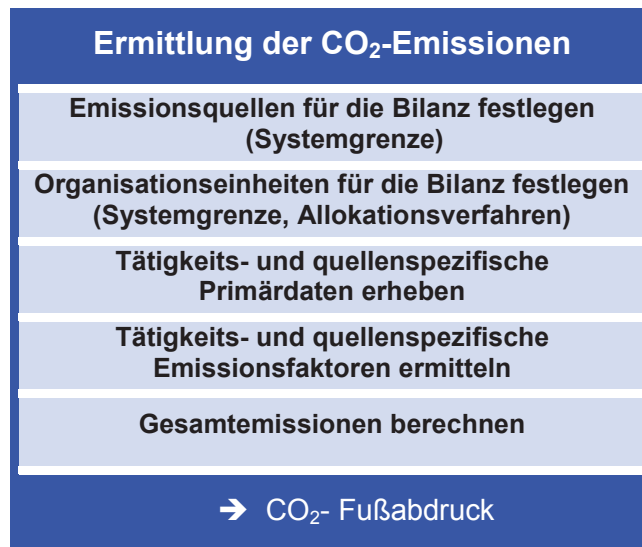 Ermittlung der CO₂-Emissionen
Emissionsquellen für die Bilanz festlegen
(Systemgrenze)
Organisationseinheiten für die Bilanz festlegen
(Systemgrenze, Allokationsverfahren)
Tätigkeits- und quellenspezifische
Primärdaten erheben
Tätigkeits- und quellenspezifische
Emissionsfaktoren ermitteln
Gesamtemissionen berechnen
➔ CO₂- Fußabdruck